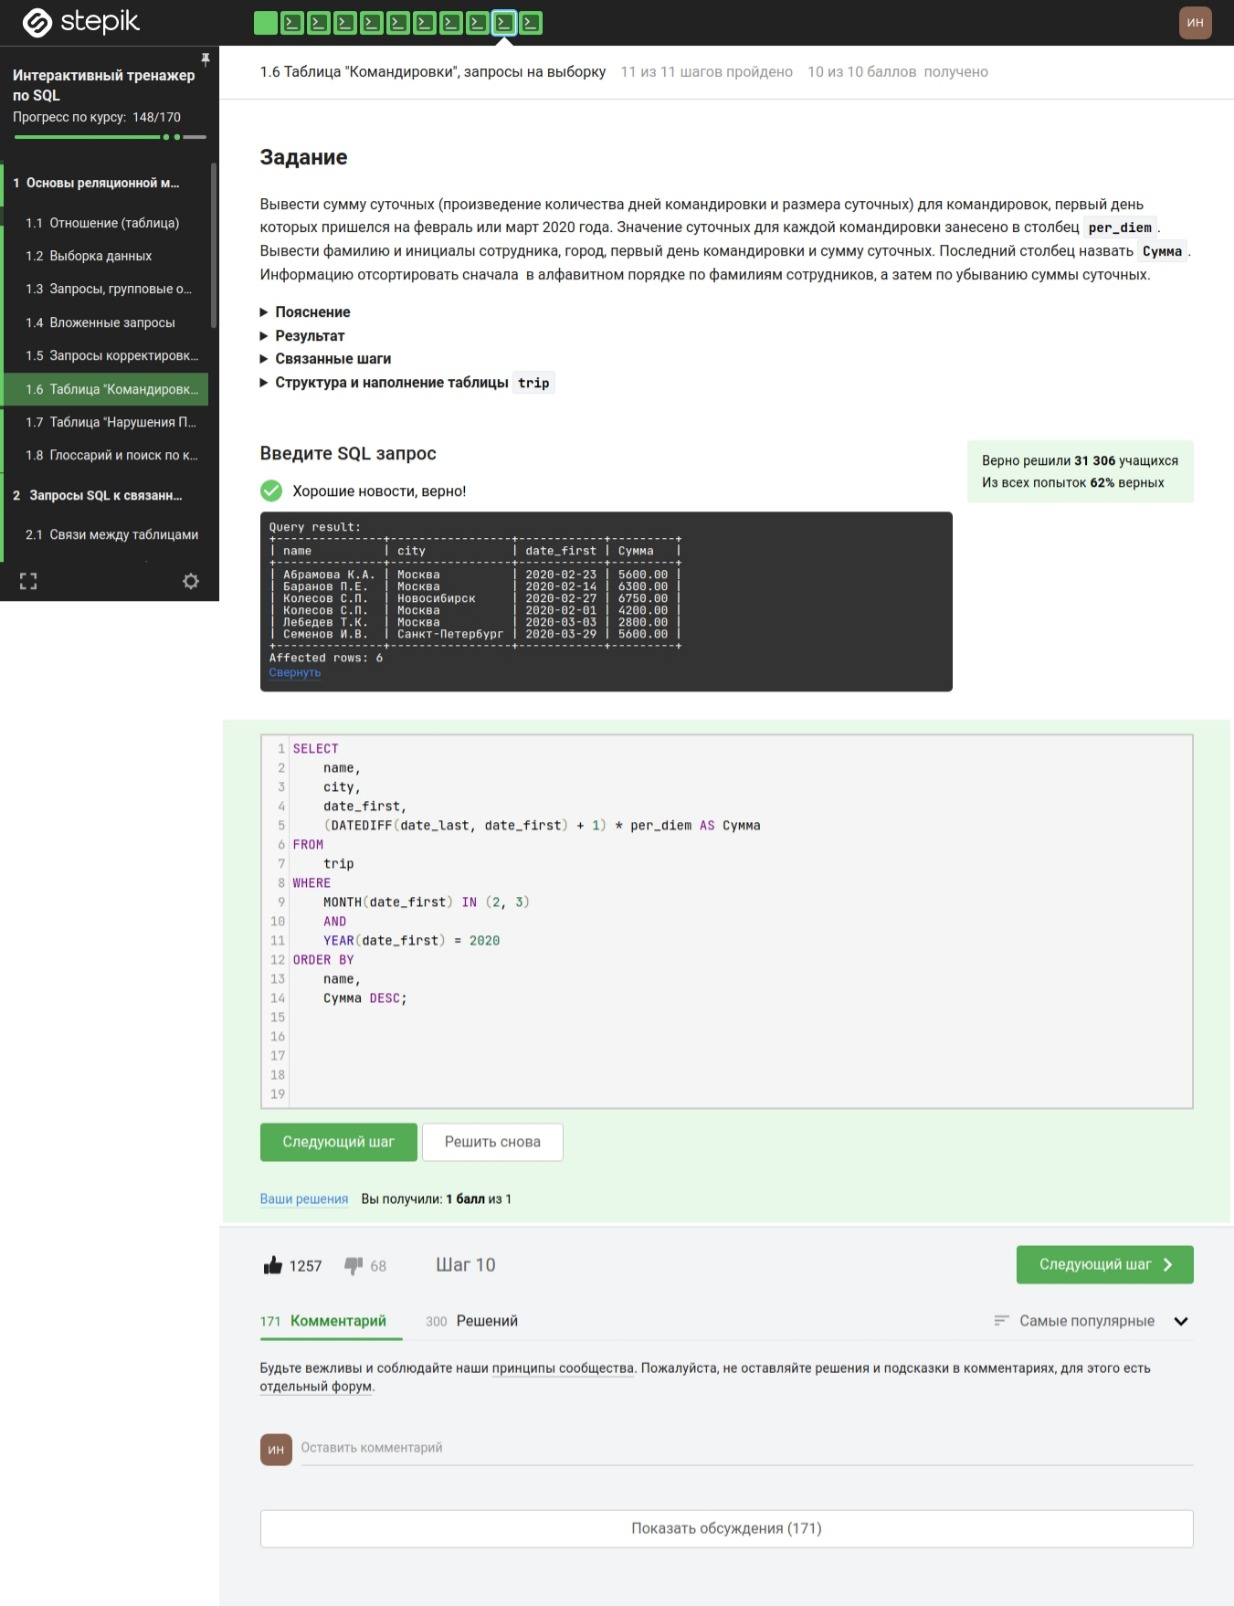 stepik
ИН
Интерактивный тренажер
по SQL
Прогресс по курсу: 148/170
1 Основы реляционной м...
1.1 Отношение (таблица)
1.2 Выборка данных
1.3 Запросы, групповые о...
1.4 Вложенные запросы
1.5 Запросы корректировк...
1.6 Таблица "Командировк...
1.7 Таблица "Нарушения П...
1.8 Глоссарий и поиск по к...
2 Запросы SQL к связанн...
2.1 Связи между таблицами
1.6 Таблица "Командировки", запросы на выборку 11 из 11 шагов пройдено 10 из 10 баллов получено
Задание
Вывести сумму суточных (произведение количества дней командировки и размера суточных) для командировок, первый день
которых пришелся на февраль или март 2020 года. Значение суточных для каждой командировки занесено в столбец per_diem .
Вывести фамилию и инициалы сотрудника, город, первый день командировки и сумму суточных. Последний столбец назвать Сумма .
Информацию отсортировать сначала в алфавитном порядке по фамилиям сотрудников, а затем по убыванию суммы суточных.
Пояснение
Результат
Связанные шаги
Структура и наполнение таблицы trip
Введите SQL запрос
Верно решили 31 306 учащихся
Из всех попыток 62% верных
Хорошие новости, верно!
Query result:
+---------------+-----------------+------------+---------+
| name | city | date_first | Сумма |
+---------------+-----------------+------------+---------+
| Абрамова К.А. | Москва | 2020-02-23 | 5600.00 |
| Баранов П.Е. | Москва | 2020-02-14 | 6300.00 |
| Колесов С.П. | Новосибирск | 2020-02-27 | 6750.00 |
| Колесов С.П. | Москва | 2020-02-01 | 4200.00 |
| Лебедев Т.К. | Москва | 2020-03-03 | 2800.00 |
| Семенов И.В. | Санкт-Петербург | 2020-03-29 | 5600.00 |
+---------------+-----------------+------------+---------+
Affected rows: 6
Свернуть
1 SELECT
2 name,
3 city,
4 date_first,
5 (DATEDIFF(date_last, date_first) + 1) * per_diem AS Сумма
6 FROM
7 trip
8 WHERE
9 MONTH(date_first) IN (2, 3)
10 AND
11 YEAR(date_first) = 2020
12 ORDER BY
13 name,
14 Сумма DESC;
15
16
17
18
19
Следующий шаг Решить снова
Ваши решения Вы получили: 1 балл из 1
1257 68 Шаг 10 Следующий шаг
171 Комментарий 300 Решений Самые популярные
Будьте вежливы и соблюдайте наши принципы сообщества. Пожалуйста, не оставляйте решения и подсказки в комментариях, для этого есть
отдельный форум.
ИН Оставить комментарий
Показать обсуждения (171)